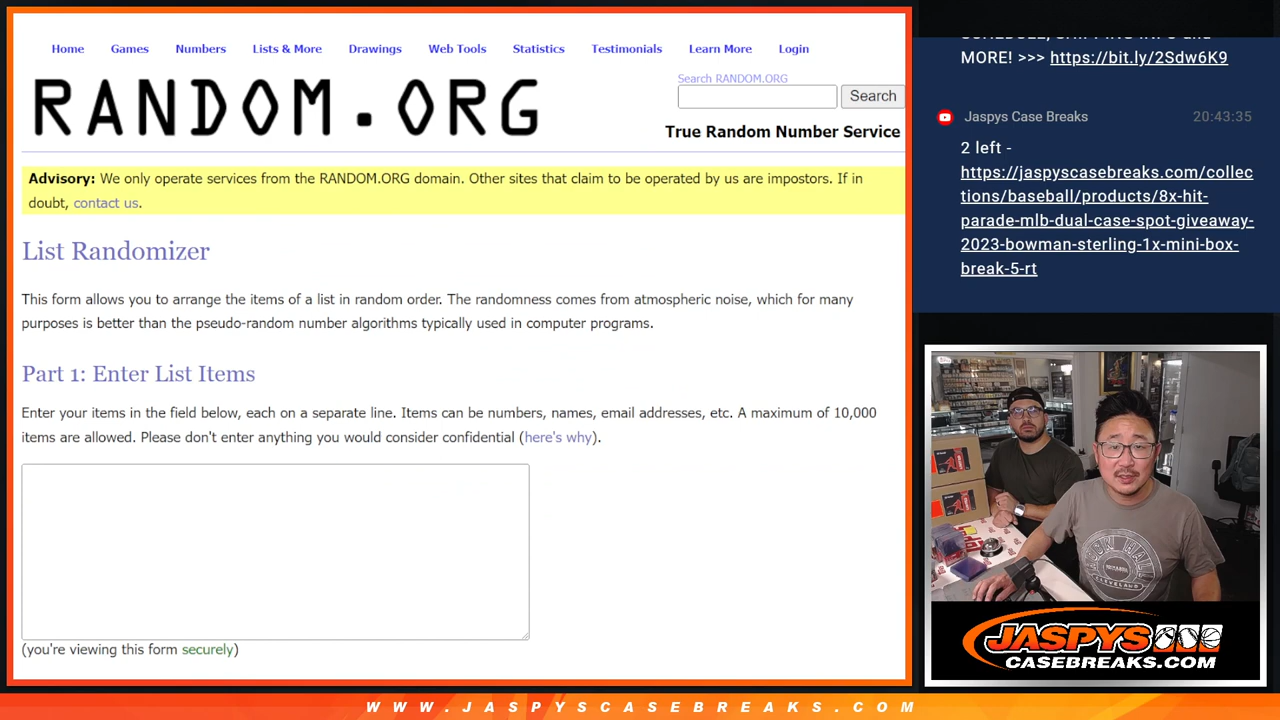 Home Games Numbers Lists & More Drawings Web Tools Statistics Testimonials Learn More Login
RANDOM.ORG
Search RANDOM.ORG
Search
True Random Number Service
Advisory: We only operate services from the RANDOM.ORG domain. Other sites that claim to be operated by us are impostors. If in
doubt, contact us.
List Randomizer
This form allows you to arrange the items of a list in random order. The randomness comes from atmospheric noise, which for many
purposes is better than the pseudo-random number algorithms typically used in computer programs.
Part 1: Enter List Items
Enter your items in the field below, each on a separate line. Items can be numbers, names, email addresses, etc. A maximum of 10,000
items are allowed. Please don't enter anything you would consider confidential (here's why).
(you're viewing this form securely)
MORE! >>> https://bit.ly/2Sdw6K9
Jaspys Case Breaks 20:43:35
2 left -
https://jaspyscasebreaks.com/collec
tions/baseball/products/8x-hit-
parade-mlb-dual-case-spot-giveaway-
2023-bowman-sterling-1x-mini-box-
break-5-rt
ROCK HALL
CLEVELAND
JASPYS
CASEBREAKS.COM
WWW.JASPYSCASEBREAKS.COM